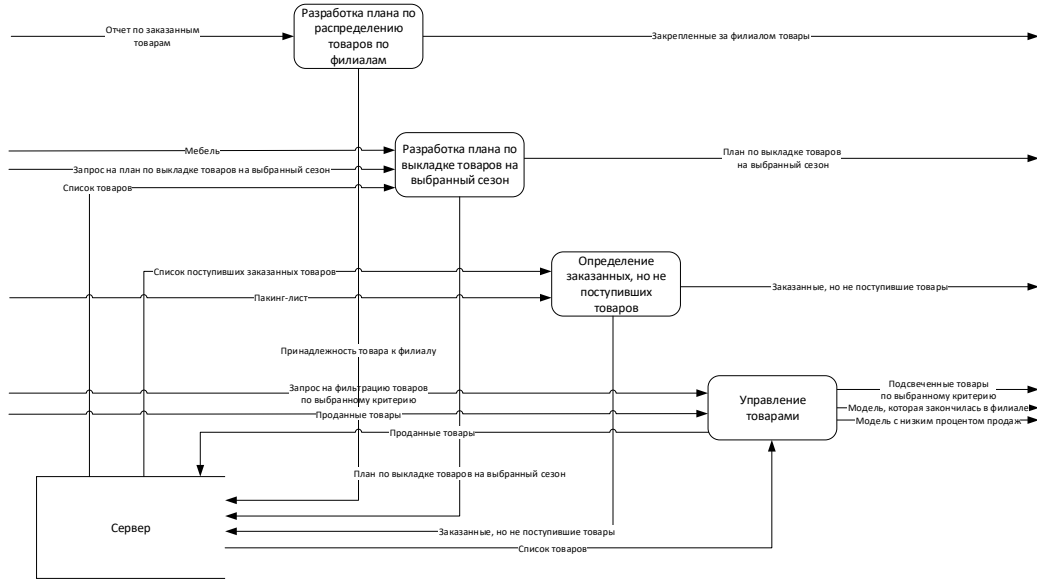 Отчет по заказанным
товарам
Разработка плана по
распределению
товаров по
филиалам
Закрепленные за филиалом товары
Мебель
Запрос на план по выкладке товаров на выбранный сезон
Список товаров
Разработка плана по
выкладке товаров на
выбранный сезон
План по выкладке товаров
на выбранный сезон
Список поступивших заказанных товаров
Пакинг-лист
Определение
заказанных, но не
поступивших
товаров
Заказанные, но не поступившие товары
Принадлежность товара к филиалу
Запрос на фильтрацию товаров
по выбранному критерию
Проданные товары
Проданные товары
Управление
товарами
Подсвеченные товары
по выбранному критерию
Модель, которая закончилась в филиале
Модель с низким процентом продаж
План по выкладке товаров на выбранный сезон
Сервер
Заказанные, но не поступившие товары
Список товаров